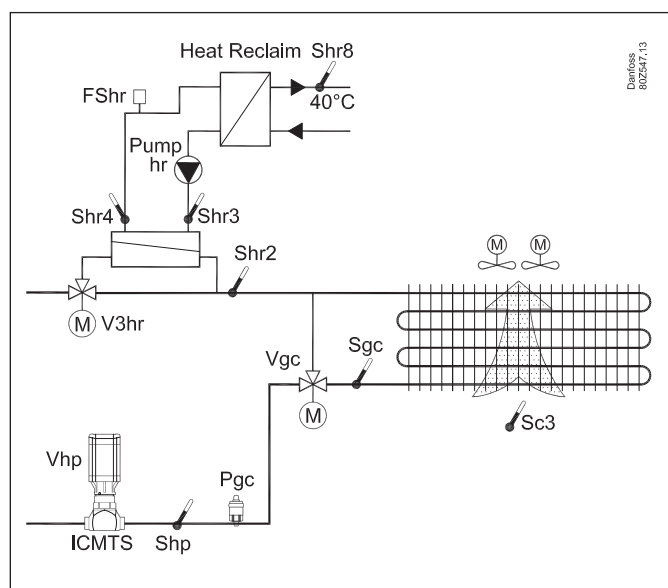 Heat Reclaim Shr8
Danfoss
80Z547.13
FShr
40°C
Pump
hr
Shr4
Shr3
M
M
Shr2
M
V3hr
Vgc
Sgc
M
Sc3
Vhp
Pgc
ICMTS
Shp